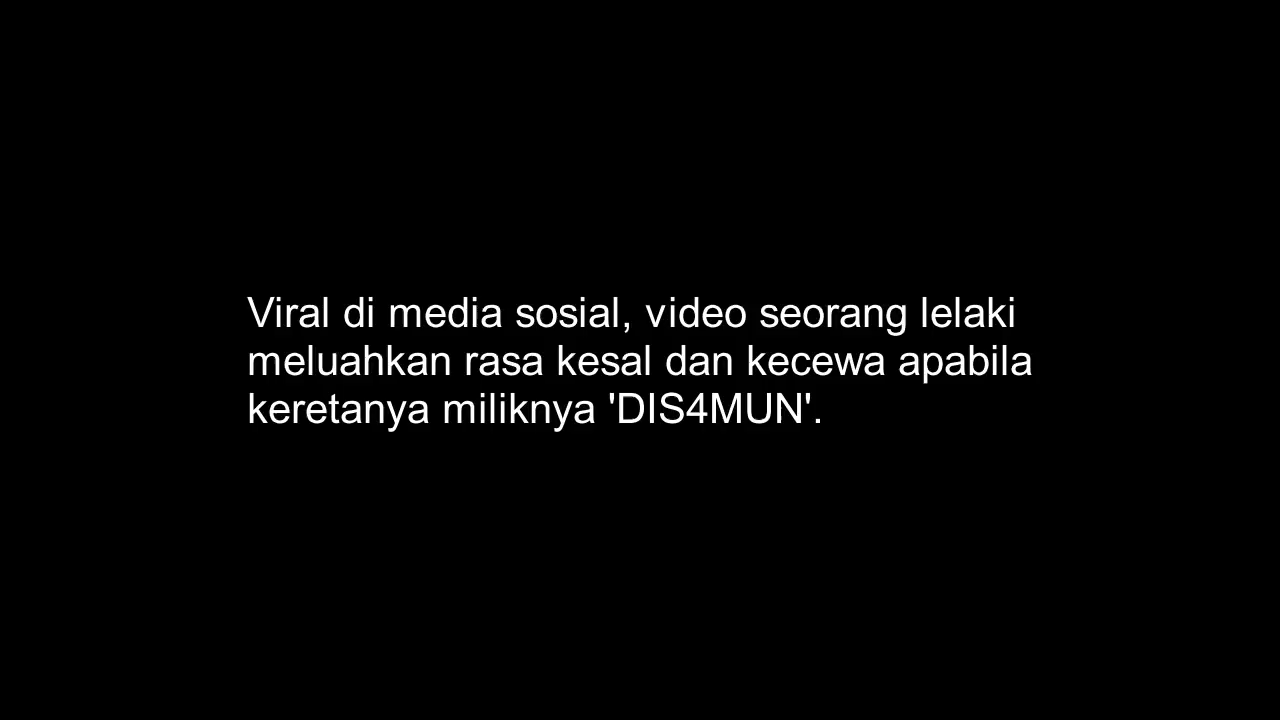 Viral di media sosial, video seorang lelaki
meluahkan rasa kesal dan kecewa apabila
keretanya miliknya 'DIS4MUN'.